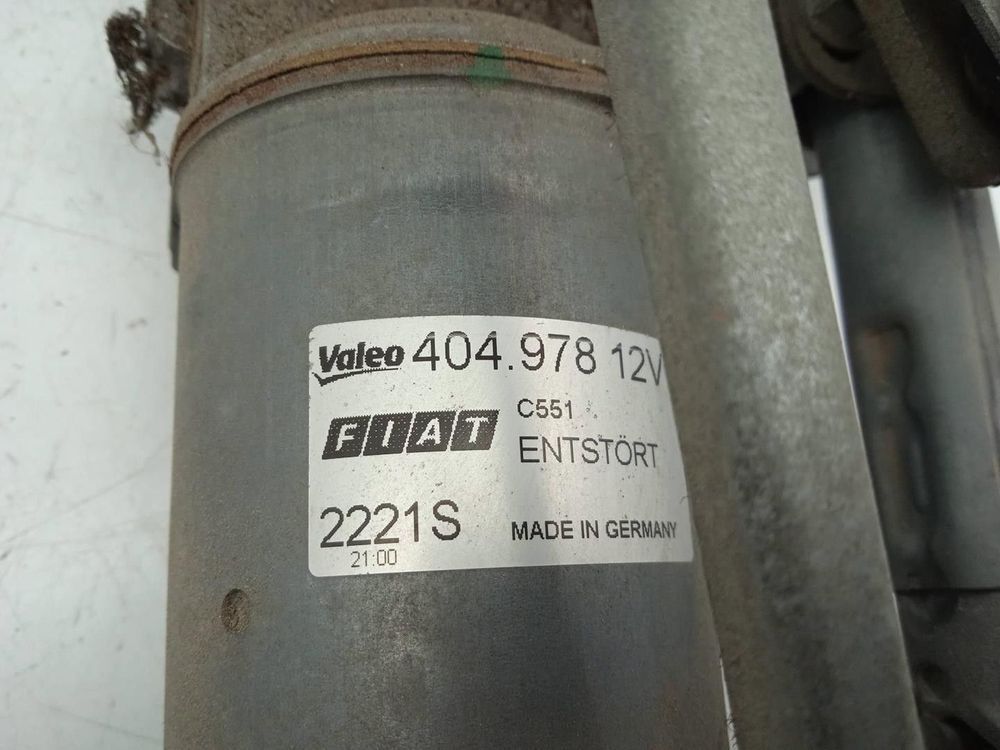 Valeo 404.978 12V
FIAT C551
ENTSTÖRT
2221S MADE IN GERMANY
21:00